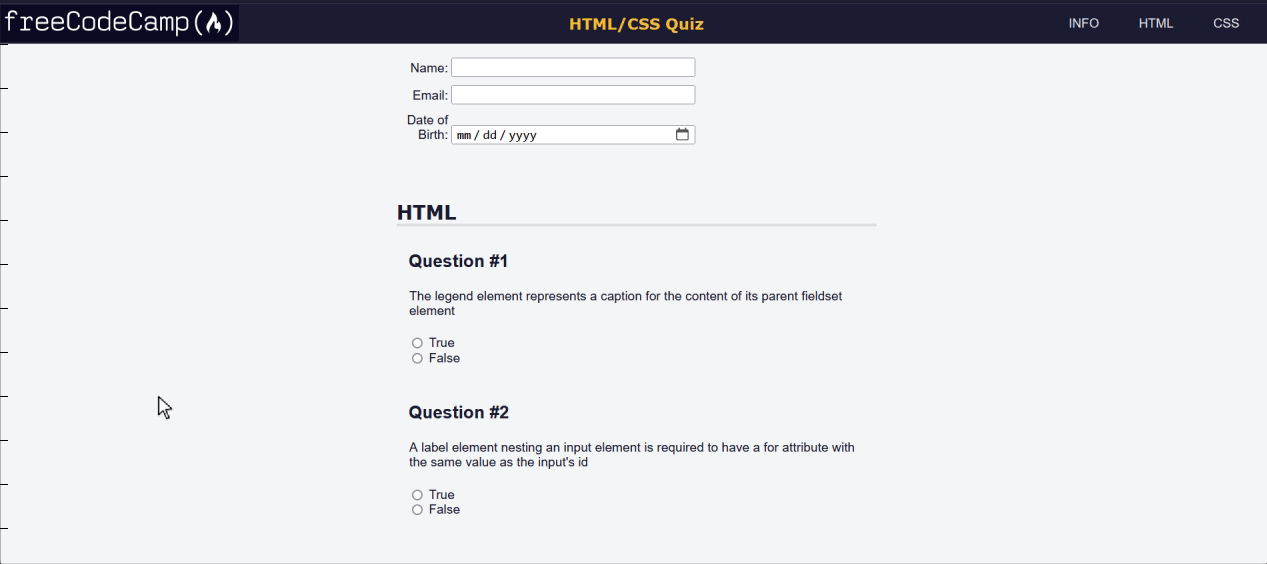 freeCodeCamp(🔥)
HTML/CSS Quiz
INFO
HTML
CSS
Name:
Email:
Date of
Birth:
mm / dd / yyyy
HTML
Question #1
The legend element represents a caption for the content of its parent fieldset
element
True
False
Question #2
A label element nesting an input element is required to have a for attribute with
the same value as the input's id
True
False